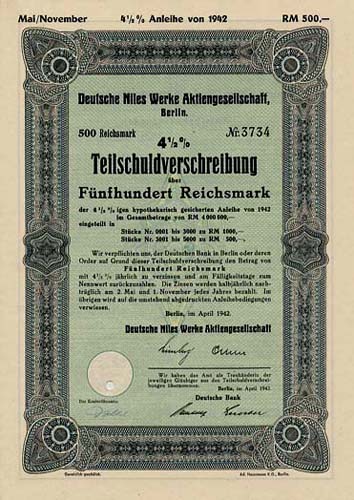 Mai/November 4½% Anleihe von 1942 RM 500,—
Deutsche Niles Werke Aktiengesellschaft,
Berlin.
500 Reichsmark Nr. 3734
4½%
Teilschuldverschreibung
über
Fünfhundert Reichsmark
der 4½% igen hypothekarisch gesicherten Anleihe von 1942
im Gesamtbetrage von RM 4 000 000,—
eingeteilt in
Stücke Nr. 0001 bis 3000 zu RM 1000,—
Stücke Nr. 3001 bis 5000 zu RM 500,—.
Wir verpflichten uns, der Deutschen Bank in Berlin oder deren
Order auf Grund dieser Teilschuldverschreibung den Betrag von
Fünfhundert Reichsmark
mit 4½% jährlich zu verzinsen und am Fälligkeitstage zum
Nennwert zurückzuzahlen. Die Zinsen werden halbjährlich nach-
träglich am 2. Mai und 1. November jedes Jahres bezahlt. Im
übrigen wird auf die umstehend abgedruckten Anleihebedingungen
verwiesen.
Berlin, im April 1942.
Deutsche Niles Werke Aktiengesellschaft
Wir haben das Amt als Treuhänderin der
jeweiligen Gläubiger aus den Teilschuldverschrei-
bungen übernommen.
Berlin, im April 1942.
Deutsche Bank
Der Kontrollbeamte:
Gesetzlich geschützt.